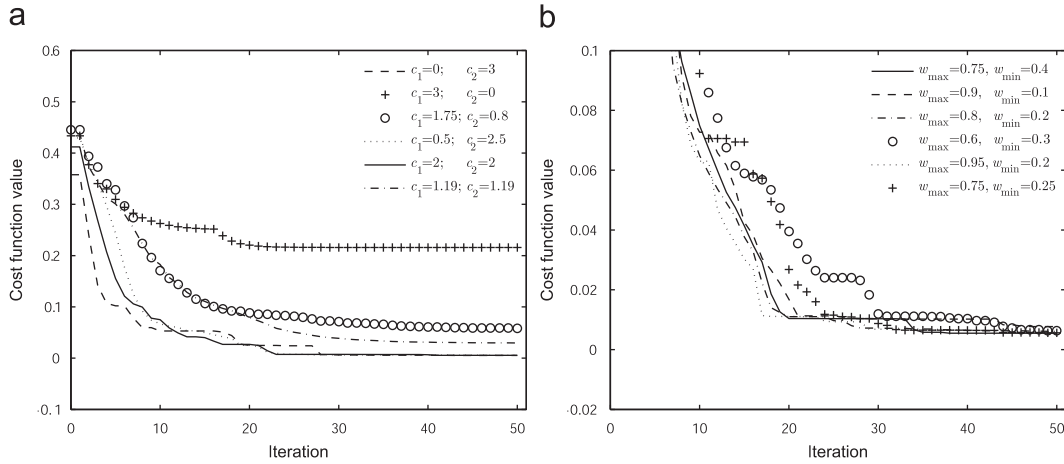 a
Cost function value
0.6
0.5
0.4
0.3
0.2
0.1
0
-0.1
0 10 20 30 40 50
Iteration
c1=0; c2=3
c1=3; c2=0
c1=1.75; c2=0.8
c1=0.5; c2=2.5
c1=2; c2=2
c1=1.19; c2=1.19
b
Cost function value
0.1
0.08
0.06
0.04
0.02
0
-0.02
0 10 20 30 40 50
Iteration
wmax=0.75, wmin=0.4
wmax=0.9, wmin=0.1
wmax=0.8, wmin=0.2
wmax=0.6, wmin=0.3
wmax=0.95, wmin=0.2
wmax=0.75, wmin=0.25